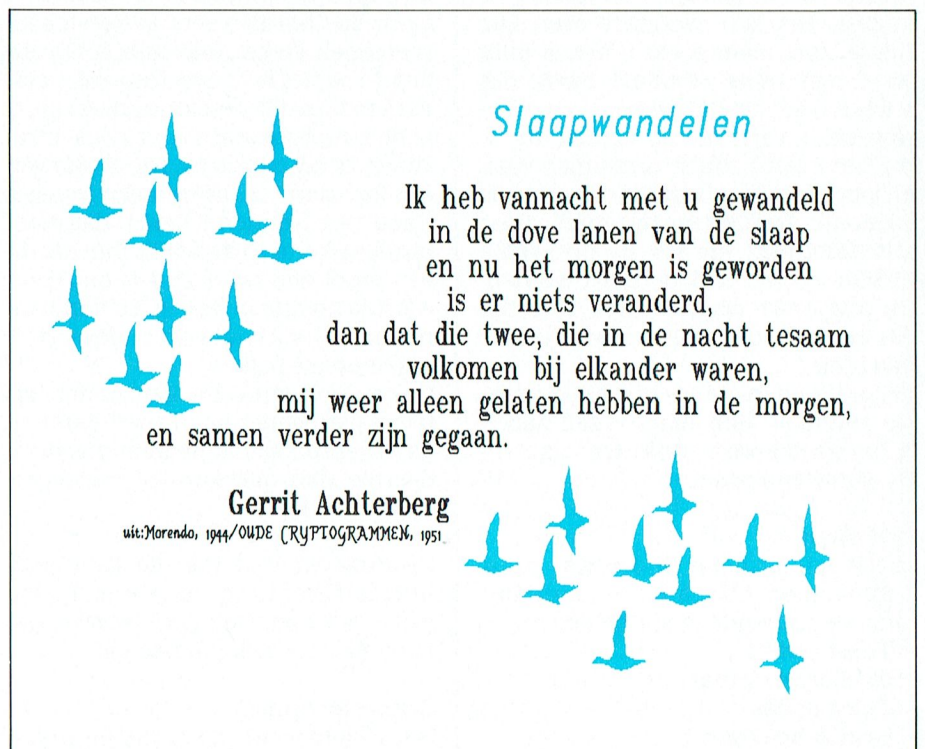 Slaapwandelen
Ik heb vannacht met u gewandeld
in de dove lanen van de slaap
en nu het morgen is geworden
is er niets veranderd,
dan dat die twee, die in de nacht tesaam
volkomen bij elkander waren,
mij weer alleen gelaten hebben in de morgen,
en samen verder zijn gegaan.
Gerrit Achterberg
uit:Morendo, 1944/OUDE CRYPTOGRAMMEN, 1951